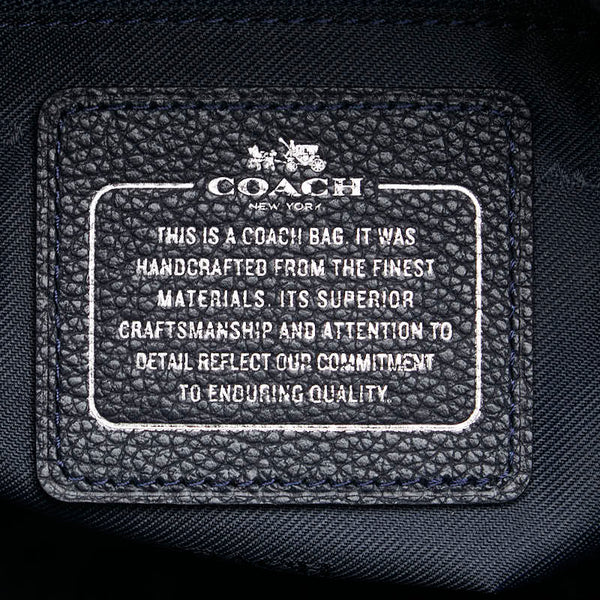 COACH
NEW YORK
THIS IS A COACH BAG. IT WAS
HANDCRAFTED FROM THE FINEST
MATERIALS. ITS SUPERIOR
CRAFTSMANSHIP AND ATTENTION TO
DETAIL REFLECT OUR COMMITMENT
TO ENDURING QUALITY.